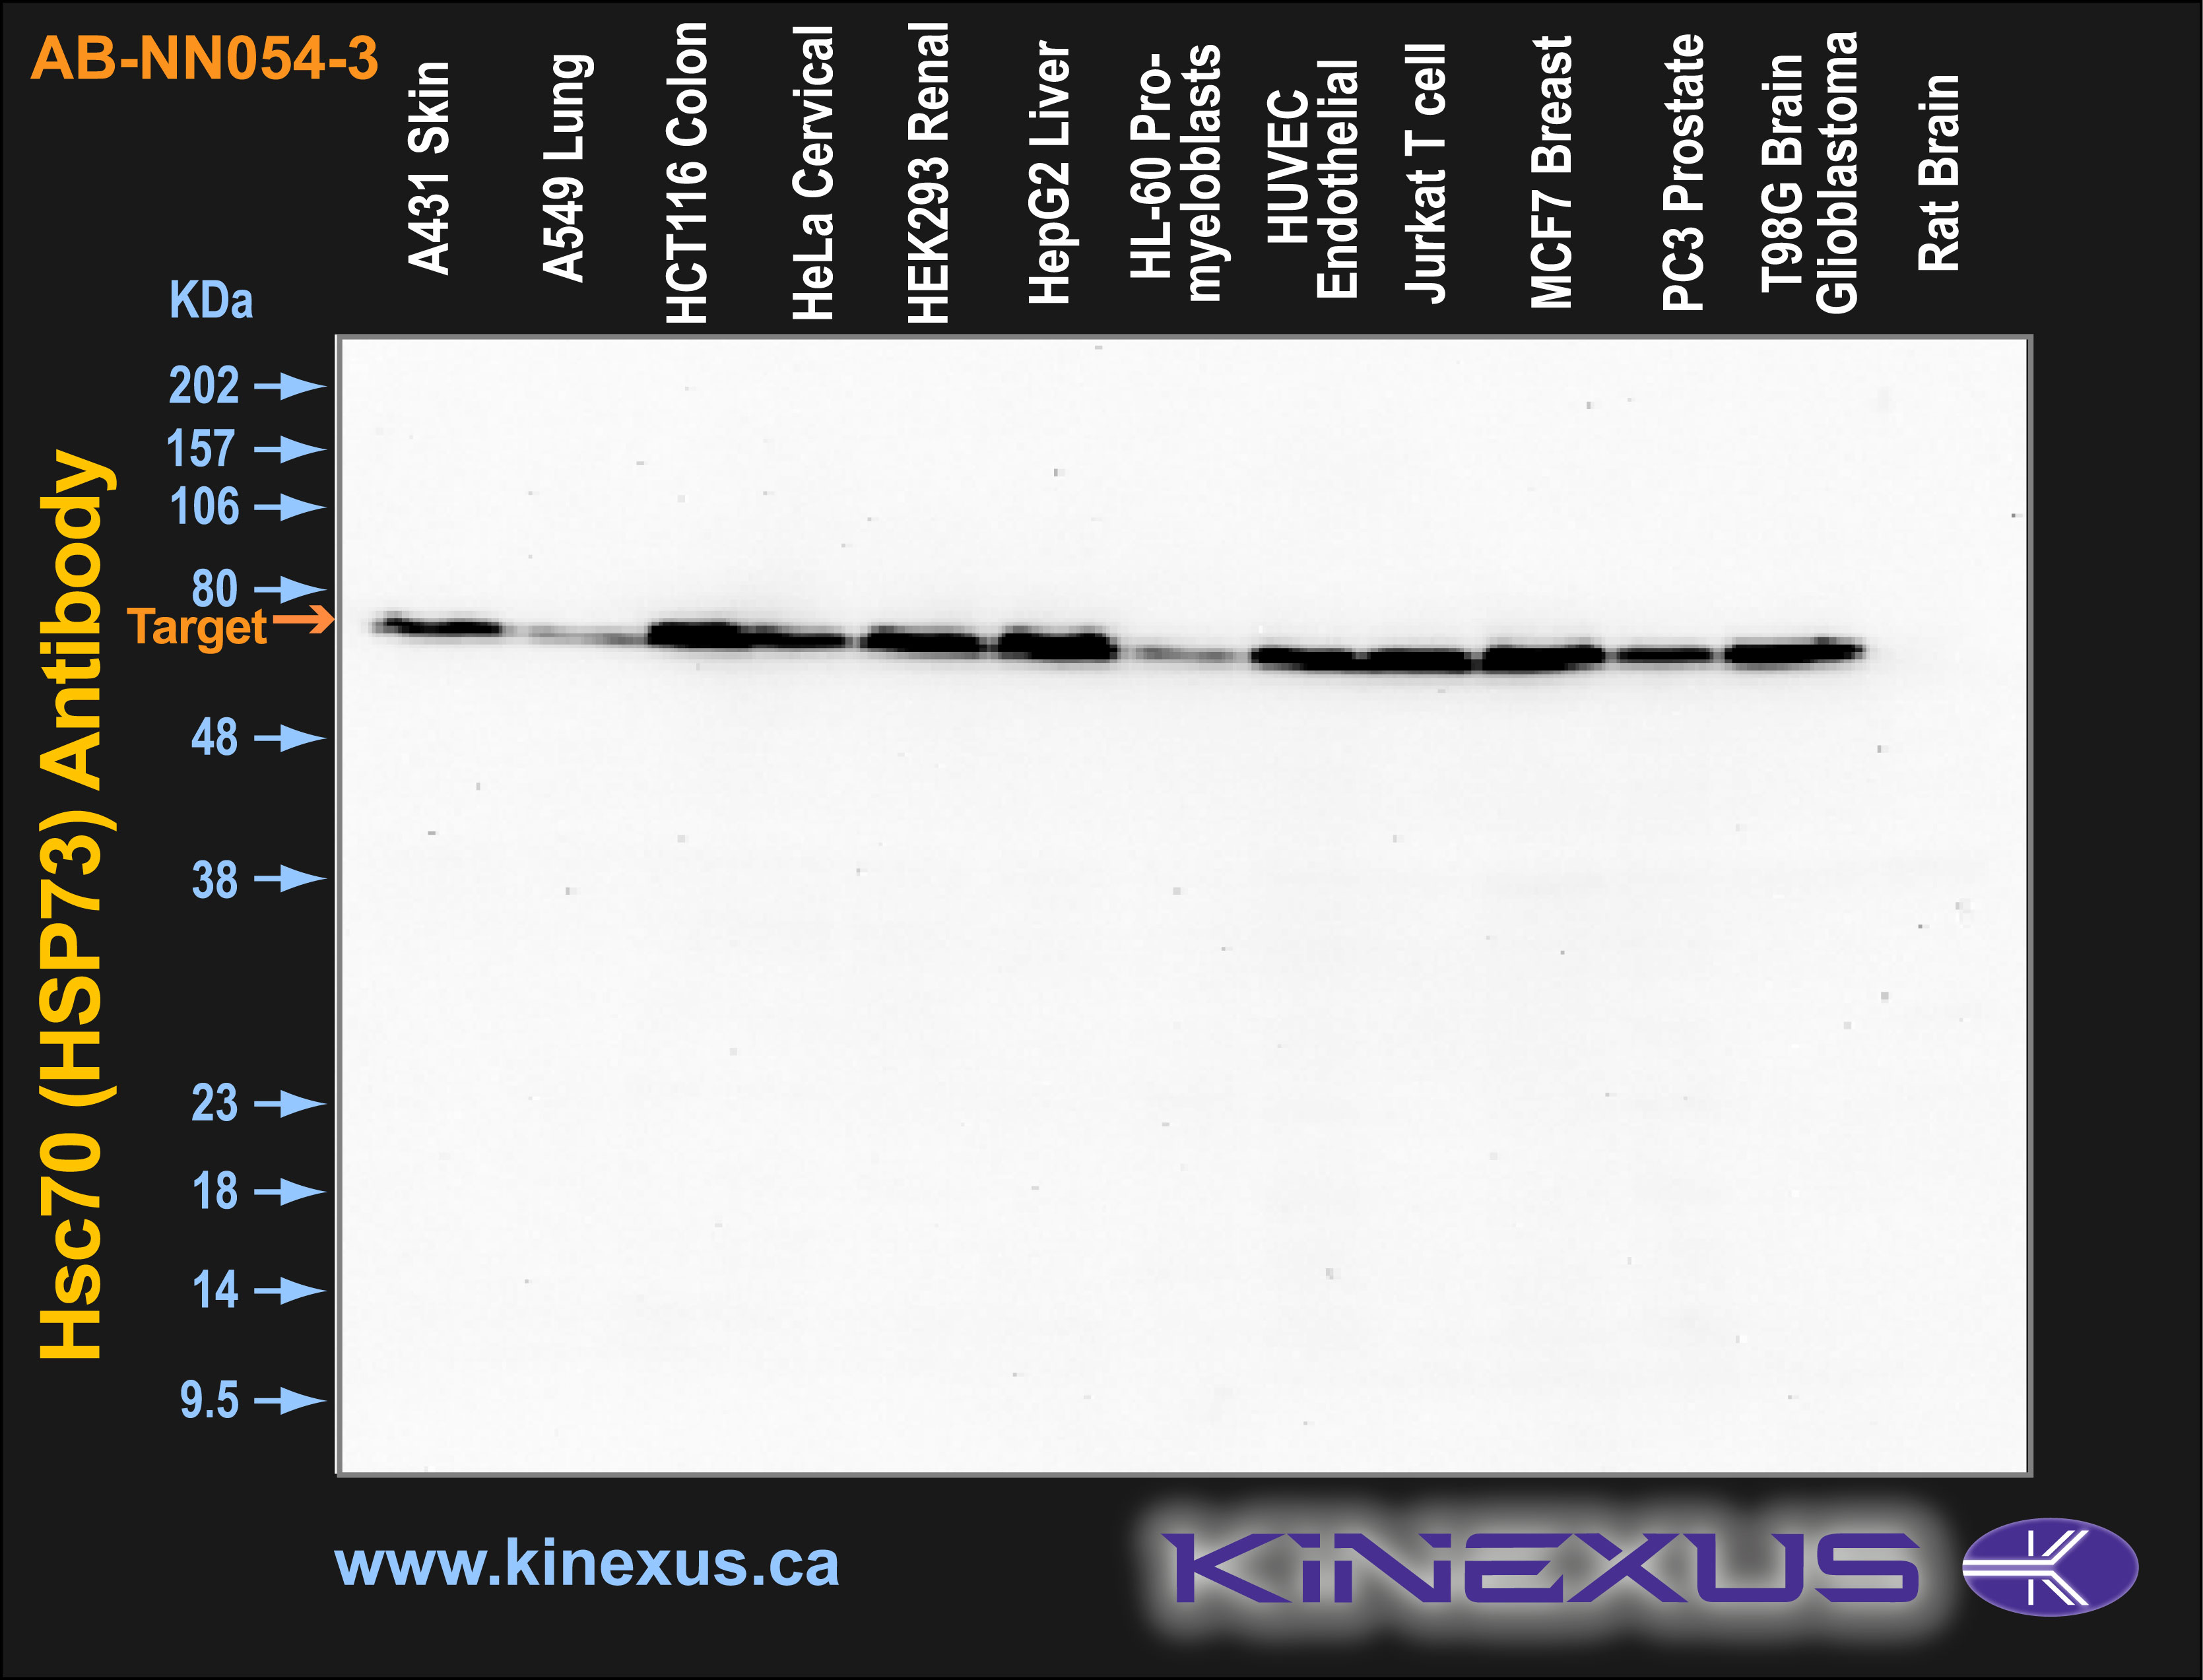 AB-NN054-3
A431 Skin
A549 Lung
HCT116 Colon
HeLa Cervical
HEK293 Renal
HepG2 Liver
HL-60 Pro-
myeloblasts
HUVEC
Endothelial
Jurkat T cell
MCF7 Breast
PC3 Prostate
T98G Brain
Glioblastoma
Rat Brain
KDa
202
157
106
80
Target
48
38
23
18
14
9.5
Hsc70 (HSP73) Antibody
www.kinexus.ca
KiNEXUS